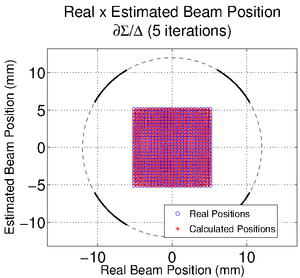 Real x Estimated Beam Position
∂Σ/Δ (5 iterations)
Estimated Beam Position (mm)
10
5
0
−5
−10
Real Positions
Calculated Positions
−10
0
10
Real Beam Position (mm)